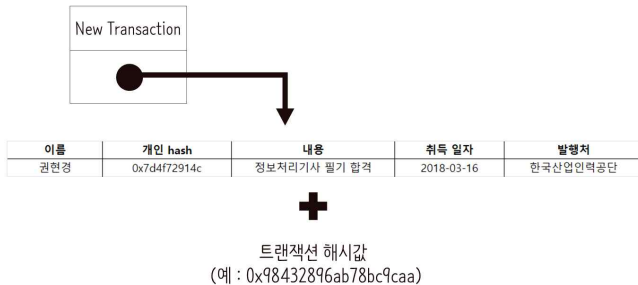 New Transaction
이름 개인 hash 내용 취득 일자 발행처
권현경 0x7d4f72914c 정보처리기사 필기 합격 2018-03-16 한국산업인력공단
트랜잭션 해시값
(예 : 0x98432896ab78bc9caa)